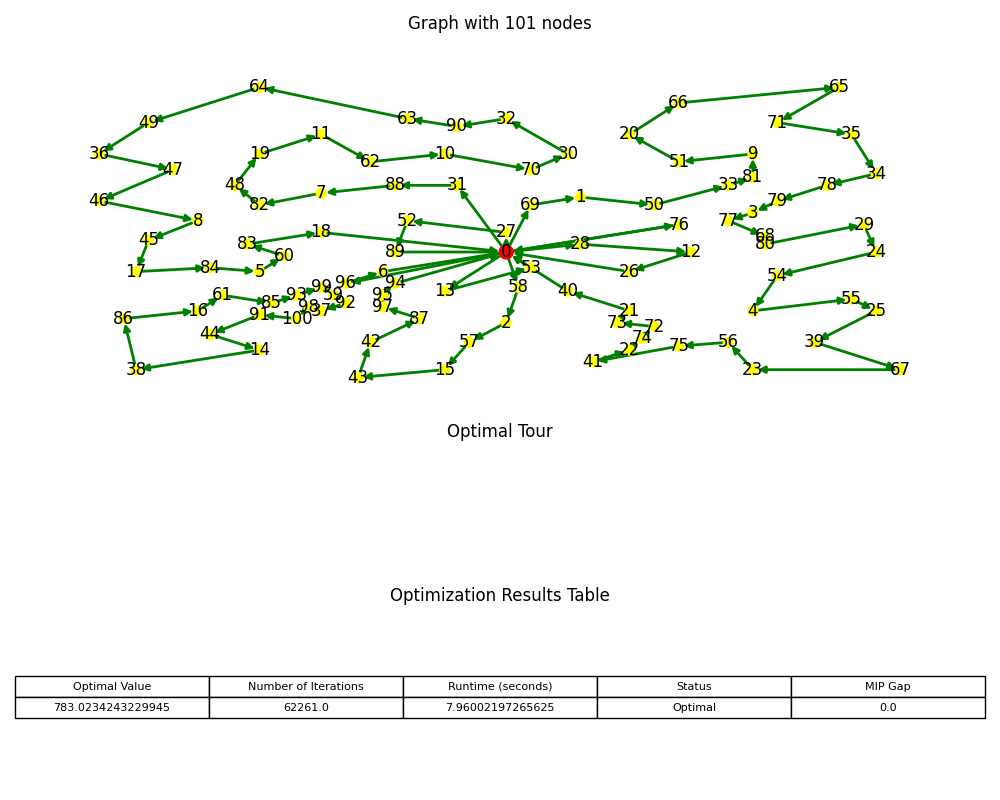 Graph with 101 nodes
64 65
66
49 63 90 32 20 71 35
36 19 11 62 10 70 30 51 9
47 48 7 88 31 33 81 78 34
46 82 69 1 50 79
8 52 27 77 3 76 29
45 83 18 89 0 28 12 68 80 24
17 84 5 60 6 53 26 54
61 85 93 99 59 96 95 94 13 58 40
86 16 91 100 98 37 92 97 87 2 21 73 72 4 55 25
44 14 42 57 74 22 75 56 39
38 43 15 41 23 67
Optimal Tour
Optimization Results Table
Optimal Value Number of Iterations Runtime (seconds) Status MIP Gap
783.0234243229945 62261.0 7.96002197265625 Optimal 0.0